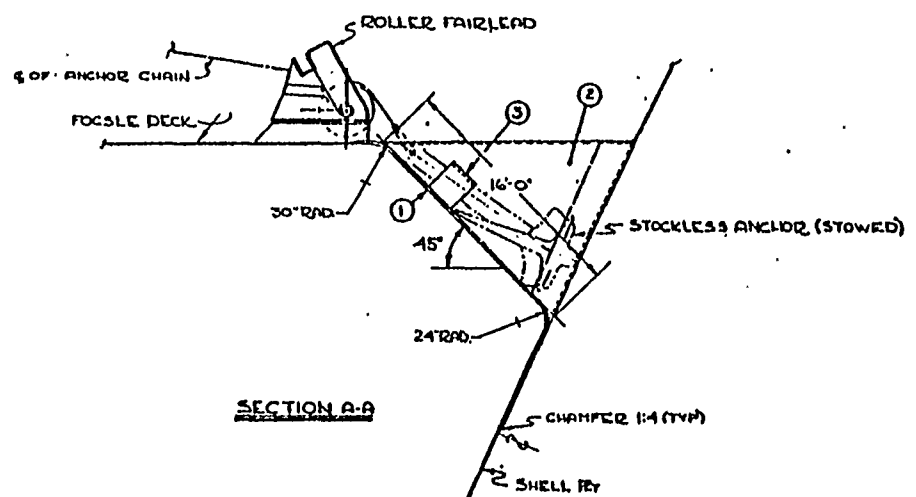 ROLLER FAIRLEAD
℄ OF ANCHOR CHAIN
FOCSLE DECK
②
③
16'-0"
30" RAD.
①
45°
STOCKLESS ANCHOR (STOWED)
24" RAD.
SECTION A-A
CHAMFER 1:4 (TYP)
SHELL